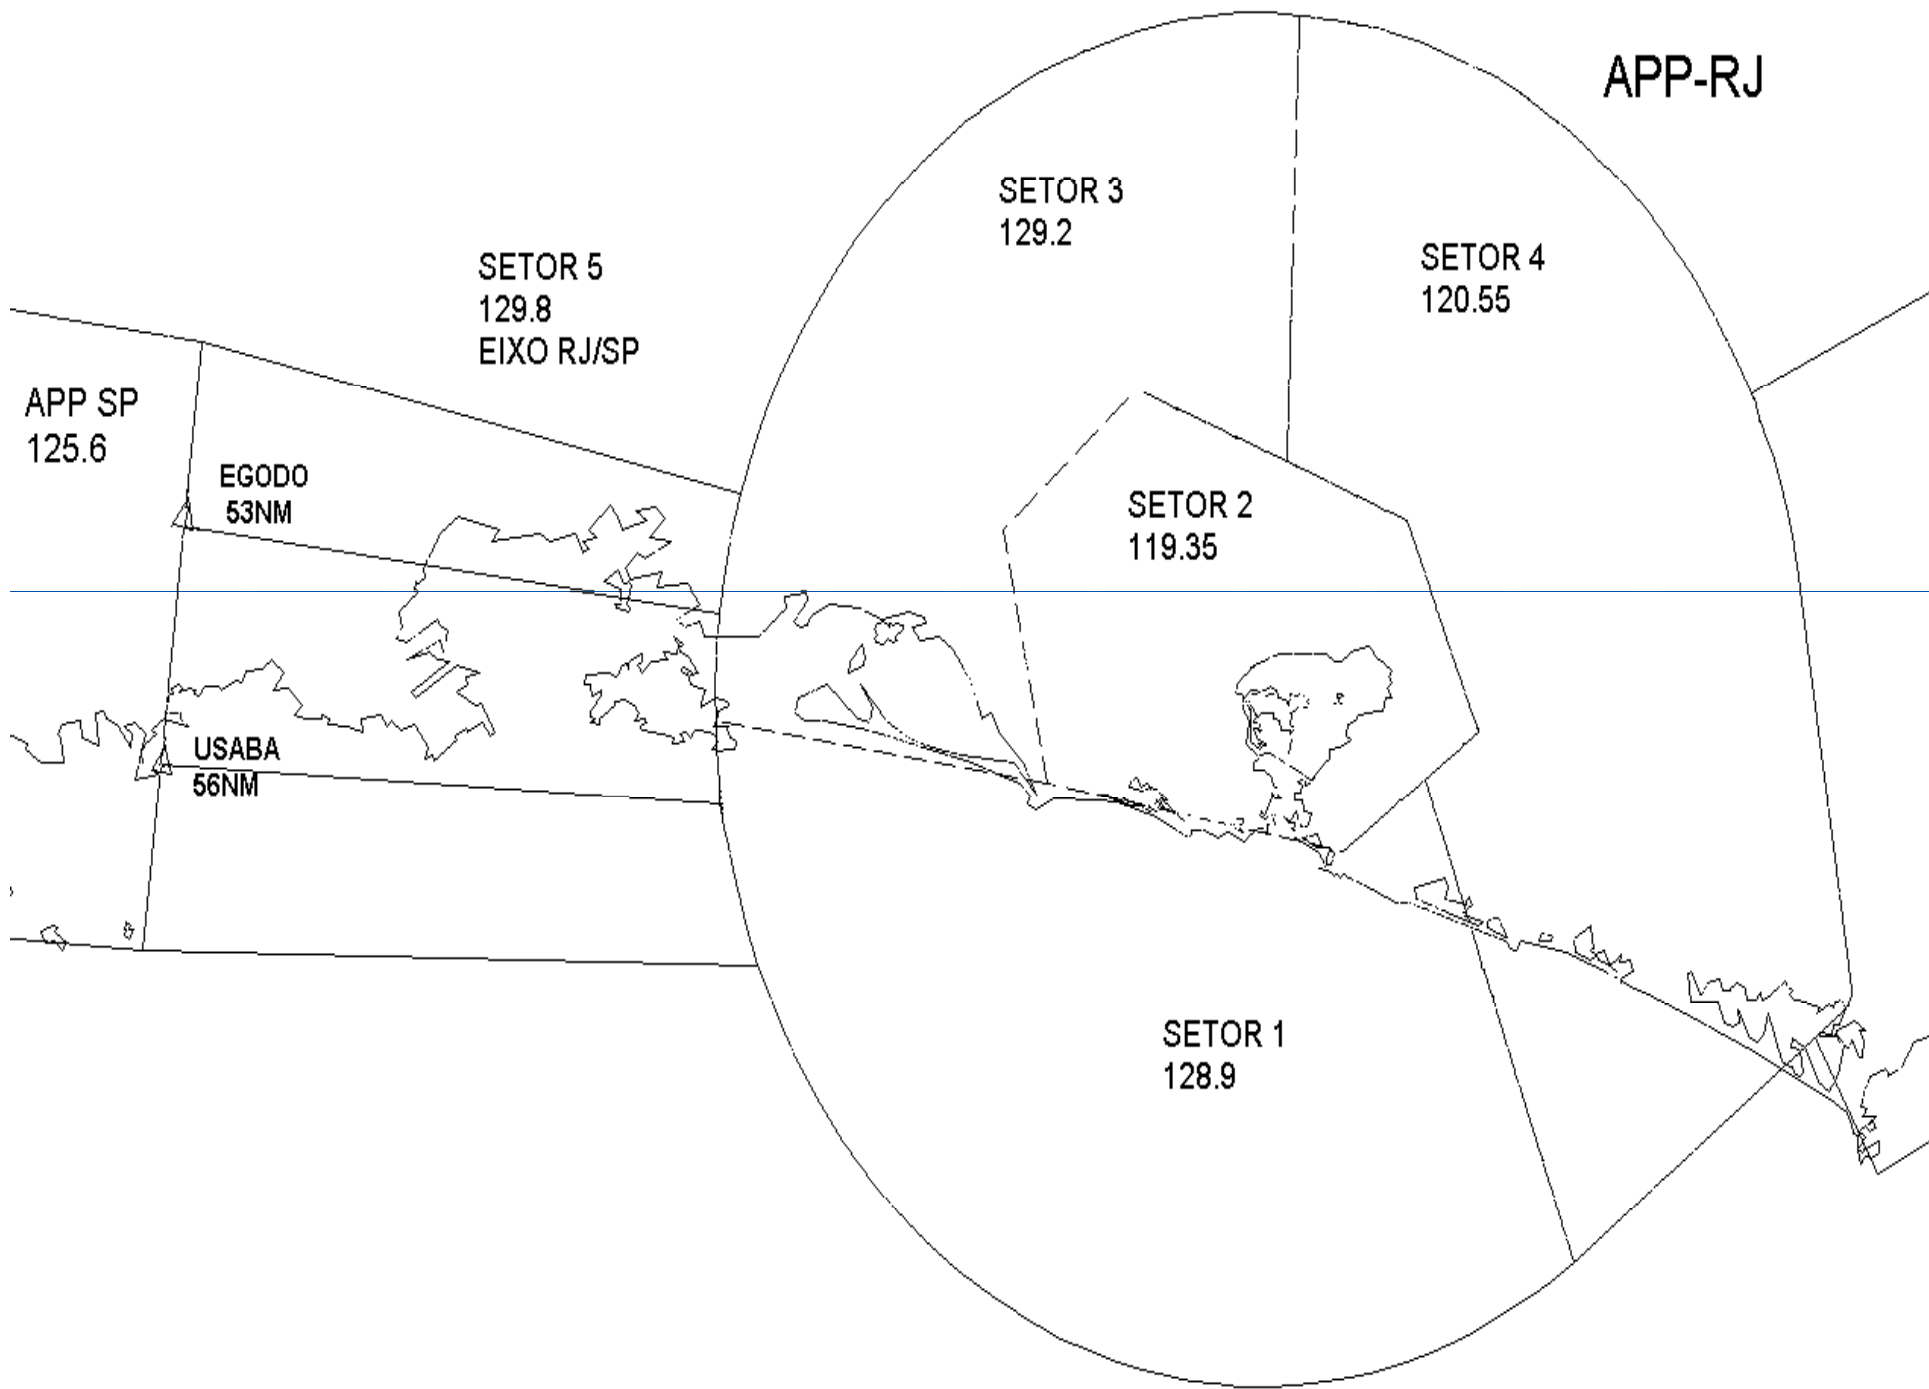 APP-RJ
SETOR 3
129.2
SETOR 4
120.55
SETOR 5
129.8
EIXO RJ/SP
APP SP
125.6
EGODO
53NM
SETOR 2
119.35
USABA
56NM
SETOR 1
128.9